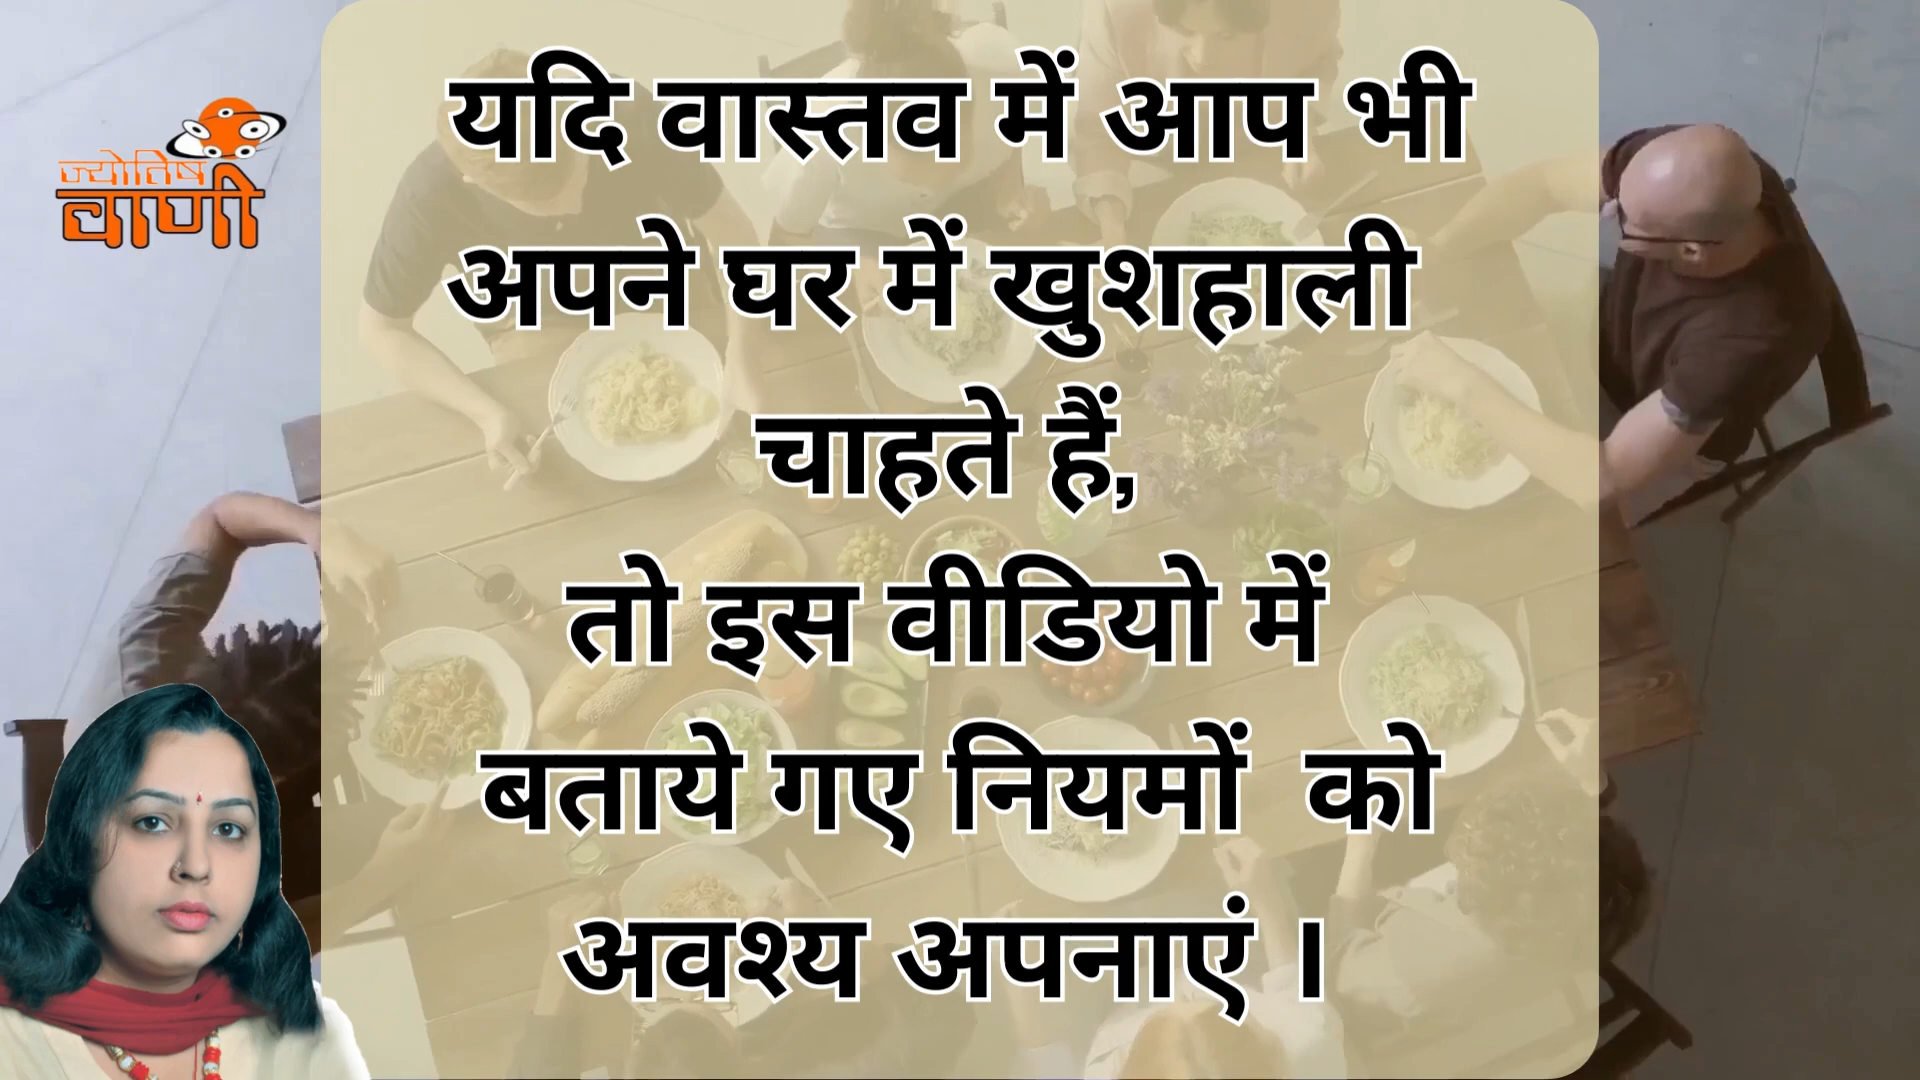 ज्योतिष
वाणी
यदि वास्तव में आप भी
अपने घर में खुशहाली
चाहते हैं,
तो इस वीडियो में
बताये गए नियमों को
अवश्य अपनाएं ।